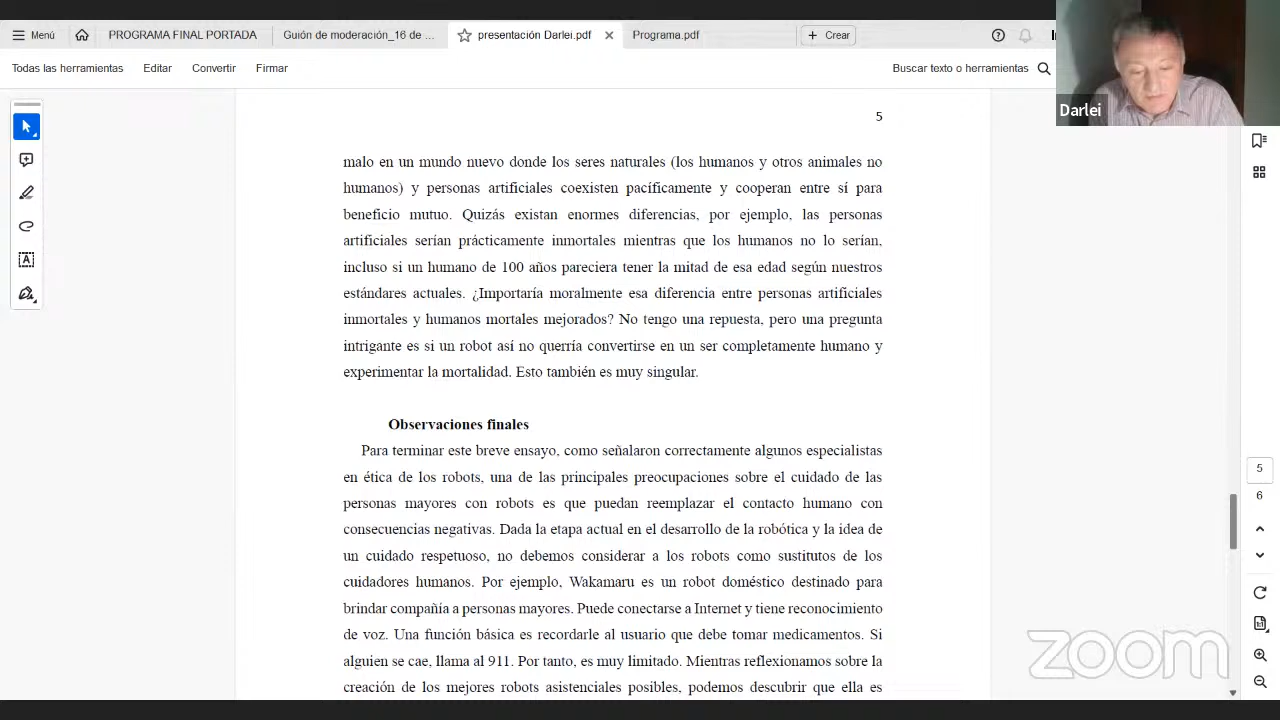 Menú
PROGRAMA FINAL PORTADA
Guión de moderación_16 de ...
presentación Darlei.pdf
Programa.pdf
Crear
Todas las herramientas
Editar
Convertir
Firmar
Buscar texto o herramientas
Darlei
5
malo en un mundo nuevo donde los seres naturales (los humanos y otros animales no
humanos) y personas artificiales coexisten pacíficamente y cooperan entre sí para
beneficio mutuo. Quizás existan enormes diferencias, por ejemplo, las personas
artificiales serían prácticamente inmortales mientras que los humanos no lo serían,
incluso si un humano de 100 años pareciera tener la mitad de esa edad según nuestros
estándares actuales. ¿Importaría moralmente esa diferencia entre personas artificiales
inmortales y humanos mortales mejorados? No tengo una repuesta, pero una pregunta
intrigante es si un robot así no querría convertirse en un ser completamente humano y
experimentar la mortalidad. Esto también es muy singular.
Observaciones finales
Para terminar este breve ensayo, como señalaron correctamente algunos especialistas
en ética de los robots, una de las principales preocupaciones sobre el cuidado de las
personas mayores con robots es que puedan reemplazar el contacto humano con
consecuencias negativas. Dada la etapa actual en el desarrollo de la robótica y la idea de
un cuidado respetuoso, no debemos considerar a los robots como sustitutos de los
cuidadores humanos. Por ejemplo, Wakamaru es un robot doméstico destinado para
brindar compañía a personas mayores. Puede conectarse a Internet y tiene reconocimiento
de voz. Una función básica es recordarle al usuario que debe tomar medicamentos. Si
alguien se cae, llama al 911. Por tanto, es muy limitado. Mientras reflexionamos sobre la
creación de los mejores robots asistenciales posibles, podemos descubrir que ella es
5
6
zoom